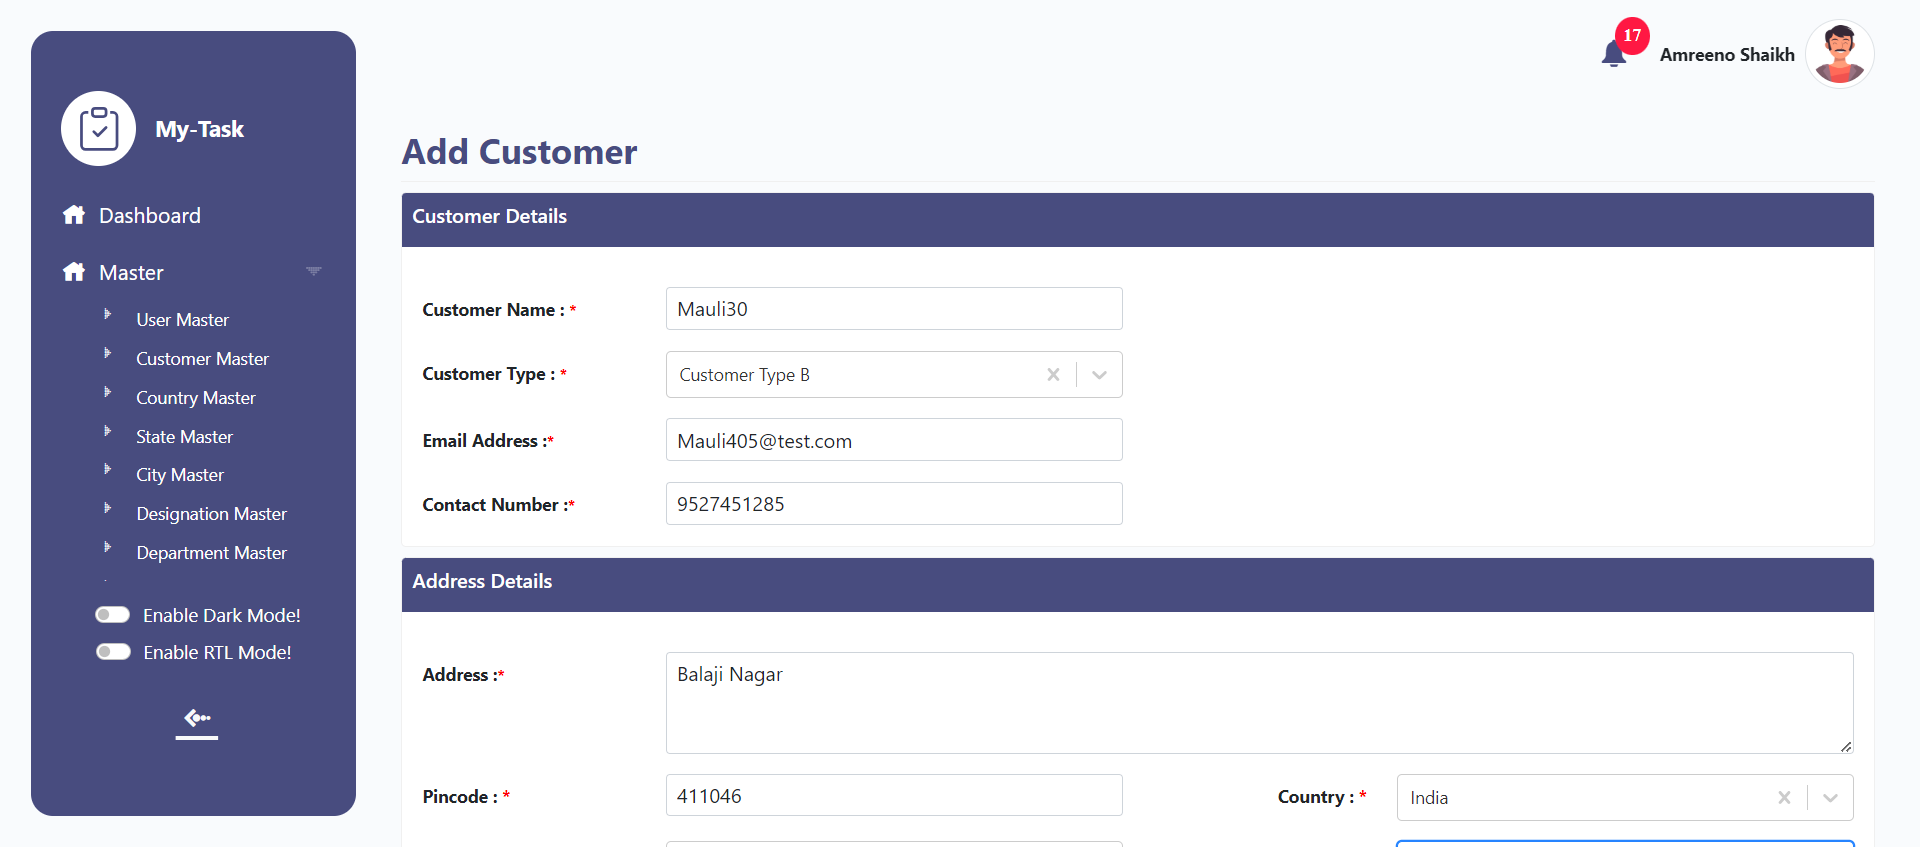 17
Amreeno Shaikh
My-Task
Dashboard
Master
User Master
Customer Master
Country Master
State Master
City Master
Designation Master
Department Master
Enable Dark Mode!
Enable RTL Mode!
Add Customer
Customer Details
Customer Name : * Mauli30
Customer Type : * Customer Type B
Email Address :* Mauli405@test.com
Contact Number :* 9527451285
Address Details
Address :* Balaji Nagar
Pincode : * 411046 Country : * India